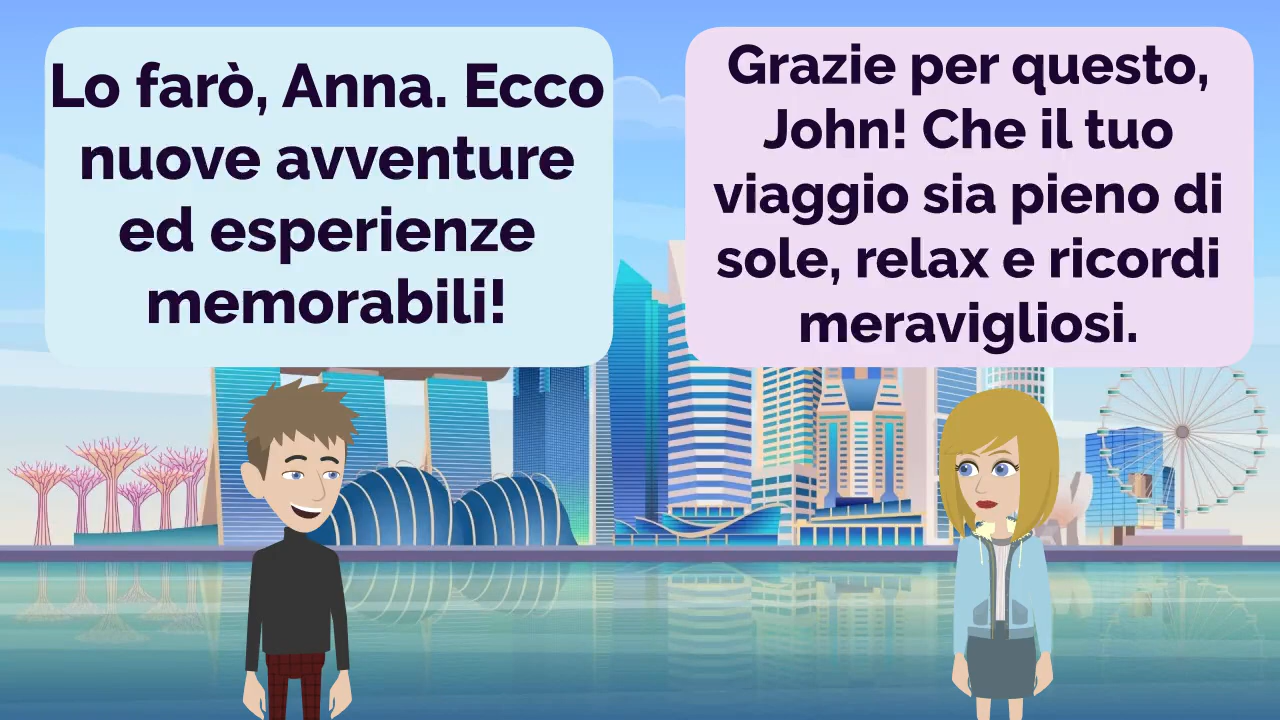 Lo farò, Anna. Ecco
nuove avventure
ed esperienze
memorabili!
Grazie per questo,
John! Che il tuo
viaggio sia pieno di
sole, relax e ricordi
meravigliosi.